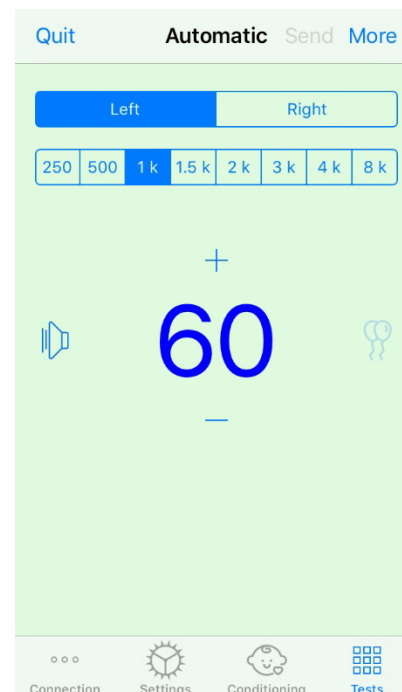 Quit Automatic Send More
Left Right
250 500 1 k 1.5 k 2 k 3 k 4 k 8 k
+
60
−
Connection Settings Conditioning Tests